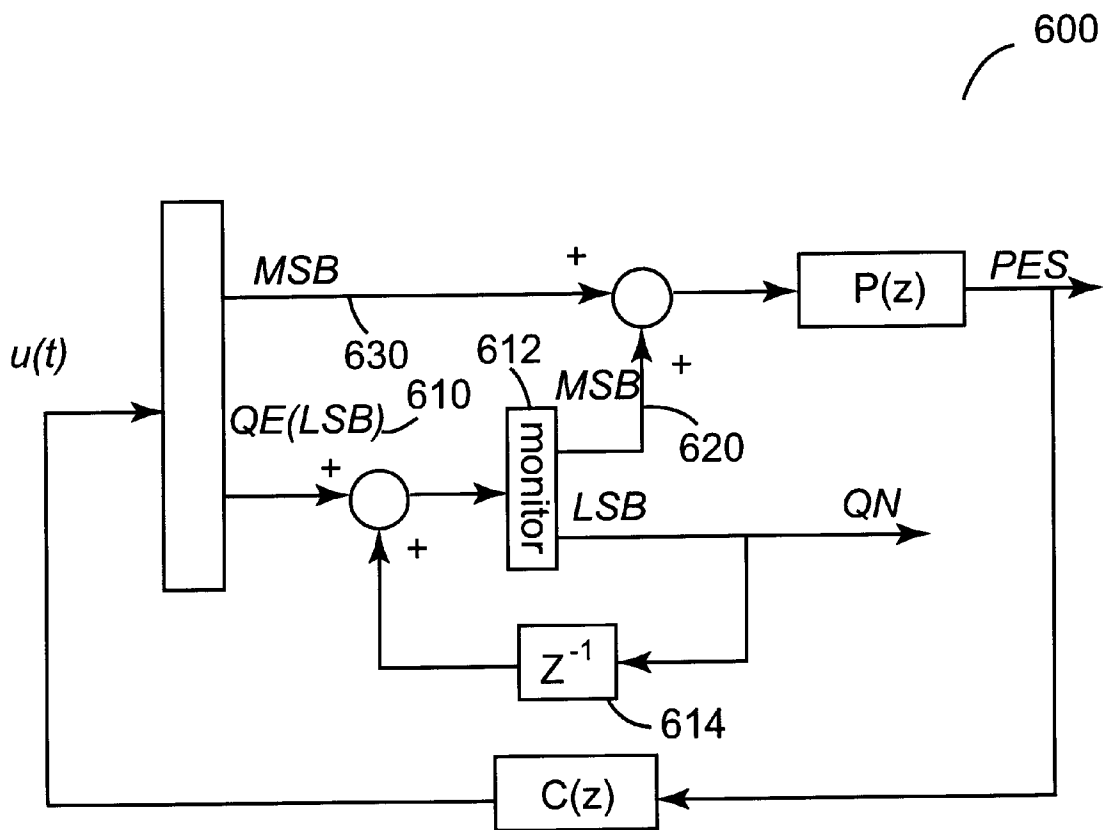 600
MSB
+
P(z)
PES
630
612
MSB
+
u(t)
QE(LSB)
610
620
+
monitor
LSB
QN
+
Z⁻¹
614
C(z)